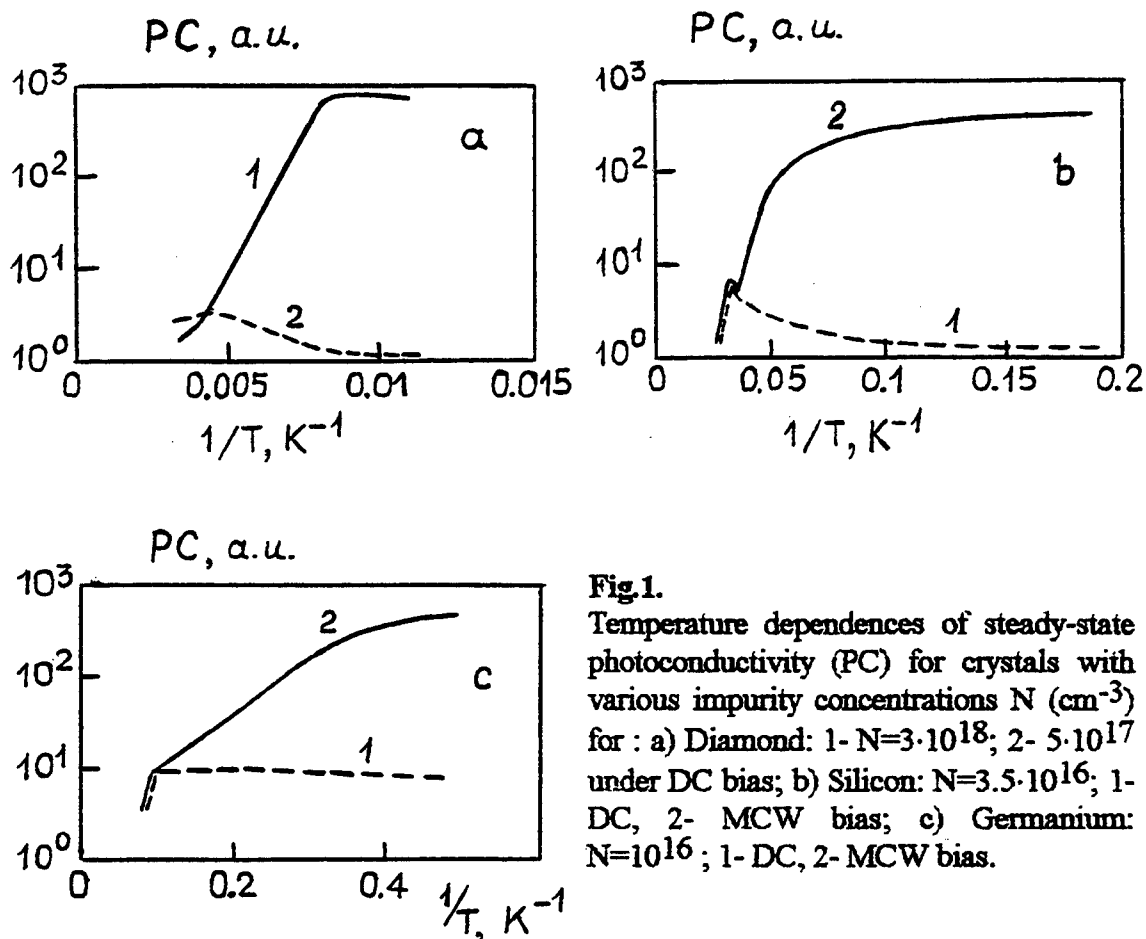 PC, a.u.
10³
10²
10¹
10⁰
1
2
a
0
0.005
0.01
0.015
1/T, K⁻¹
PC, a.u.
10³
10²
10¹
10⁰
2
1
b
0
0.05
0.1
0.15
0.2
1/T, K⁻¹
PC, a.u.
10³
10²
10¹
10⁰
2
1
c
0
0.2
0.4
1/T, K⁻¹
Fig.1.
Temperature dependences of steady-state
photoconductivity (PC) for crystals with
various impurity concentrations N (cm⁻³)
for : a) Diamond: 1- N=3·10¹⁸; 2- 5·10¹⁷
under DC bias; b) Silicon: N=3.5·10¹⁶; 1-
DC, 2- MCW bias; c) Germanium:
N=10¹⁶ ; 1- DC, 2- MCW bias.